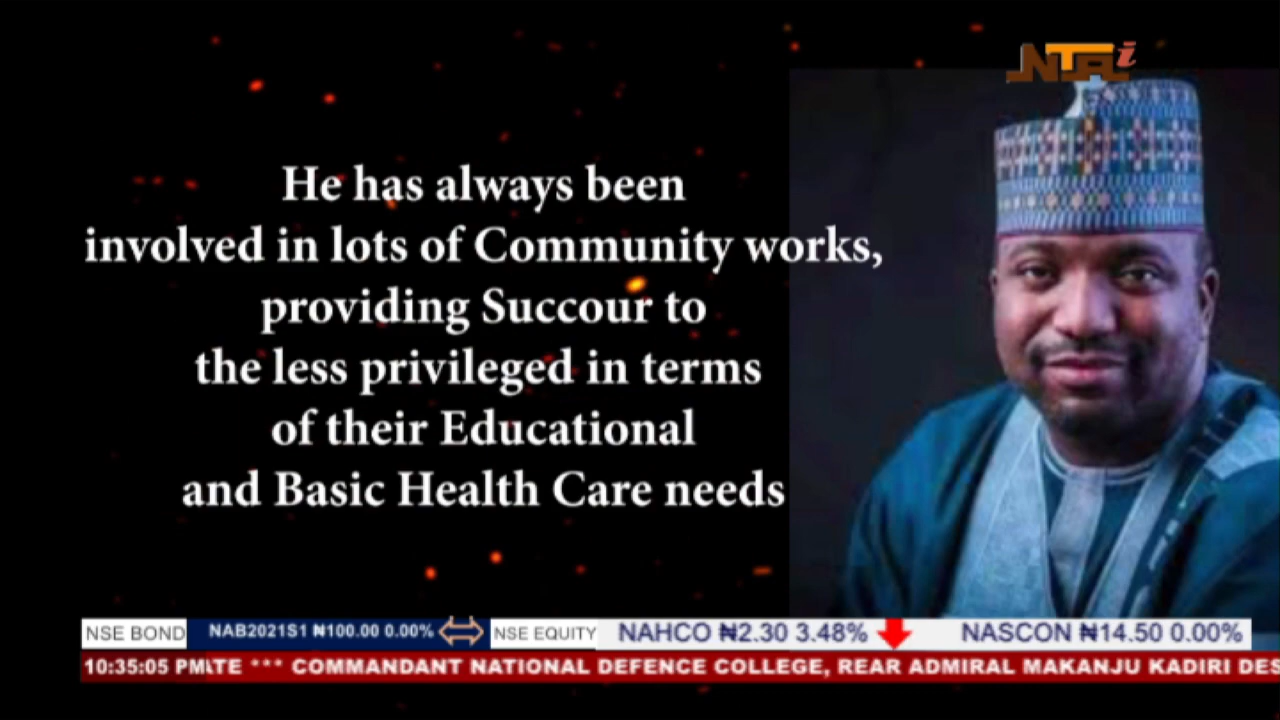 NTAi
He has always been
involved in lots of Community works,
providing Succour to
the less privileged in terms
of their Educational
and Basic Health Care needs
NSE BOND NAB2021S1 ₦100.00 0.00% NSE EQUITY NAHCO ₦2.30 3.48% NASCON ₦14.50 0.00%
10:35:05 PM ATE *** COMMANDANT NATIONAL DEFENCE COLLEGE, REAR ADMIRAL MAKANJU KADIRI DES